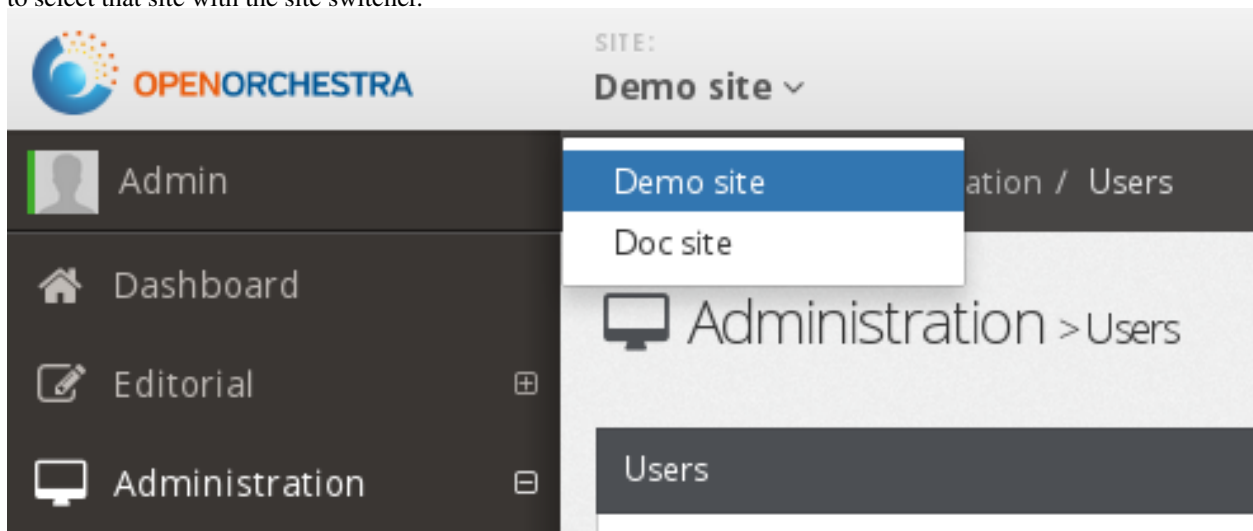 to select that site with the site switcher.
SITE:
OPENORCHESTRA
Demo site
Admin
Demo site
ation / Users
Doc site
Dashboard
Administration > Users
Editorial
Users
Administration